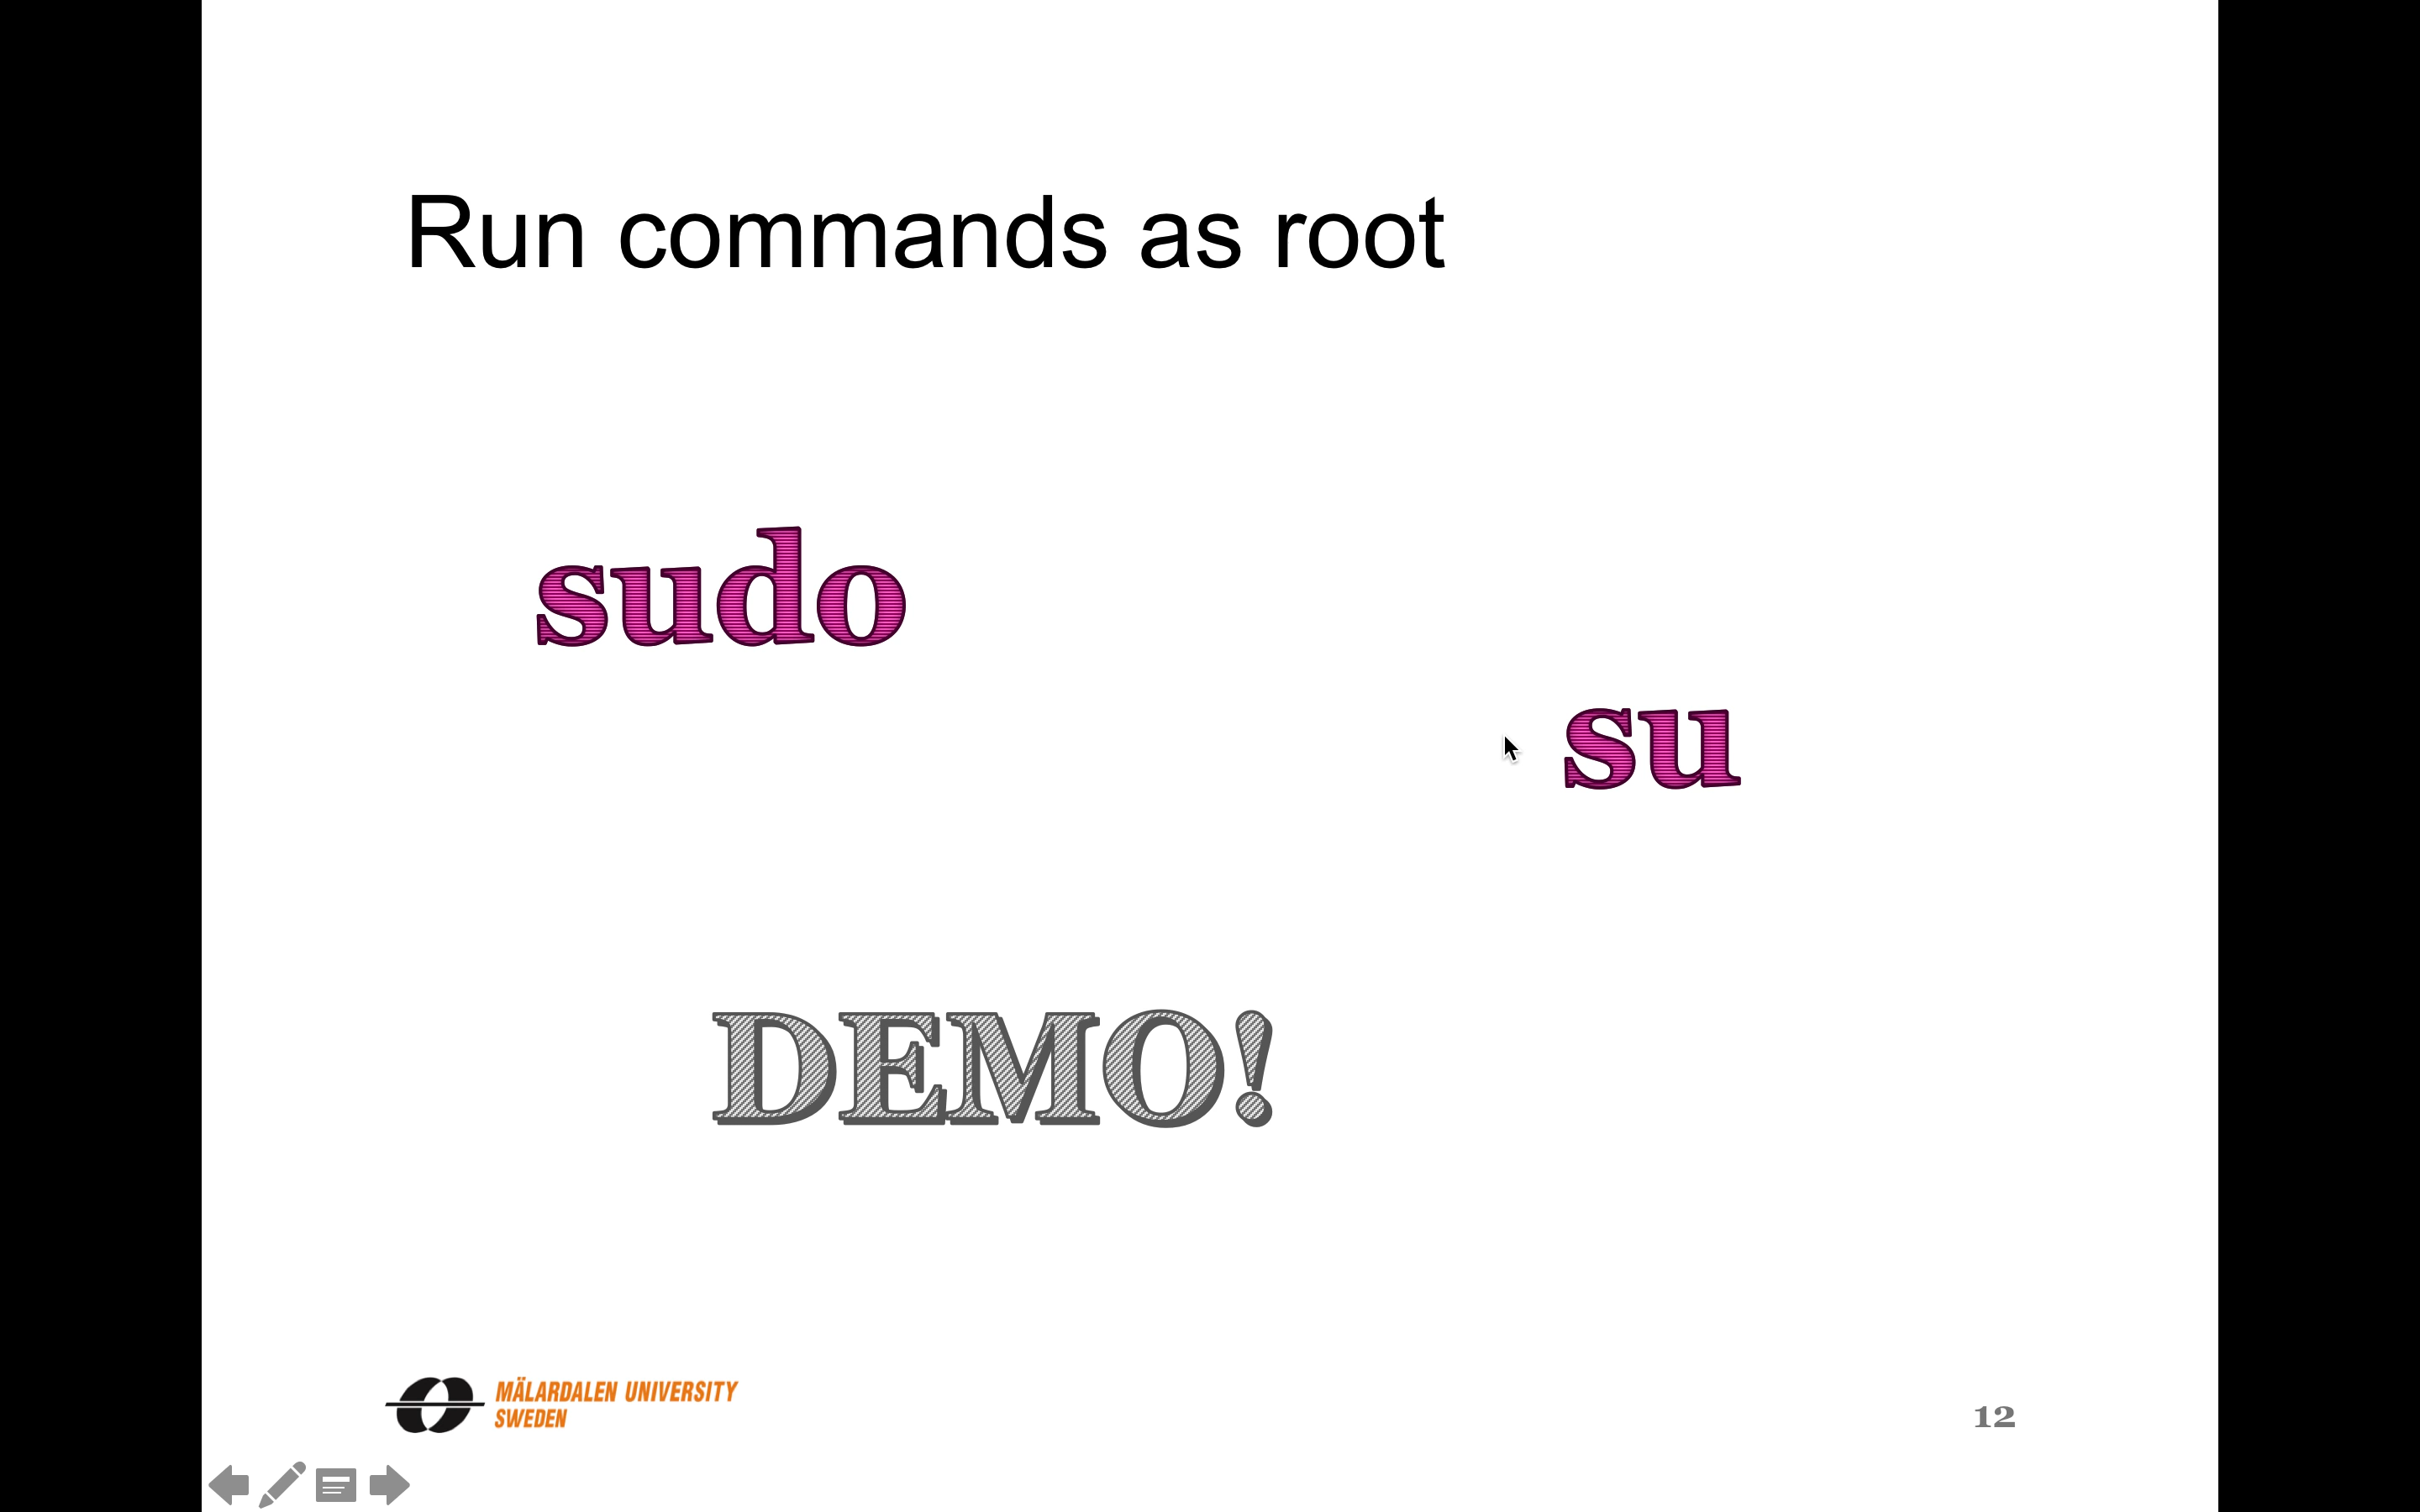 Run commands as root
sudo
su
DEMO!
MÄLARDALEN UNIVERSITY
SWEDEN
12